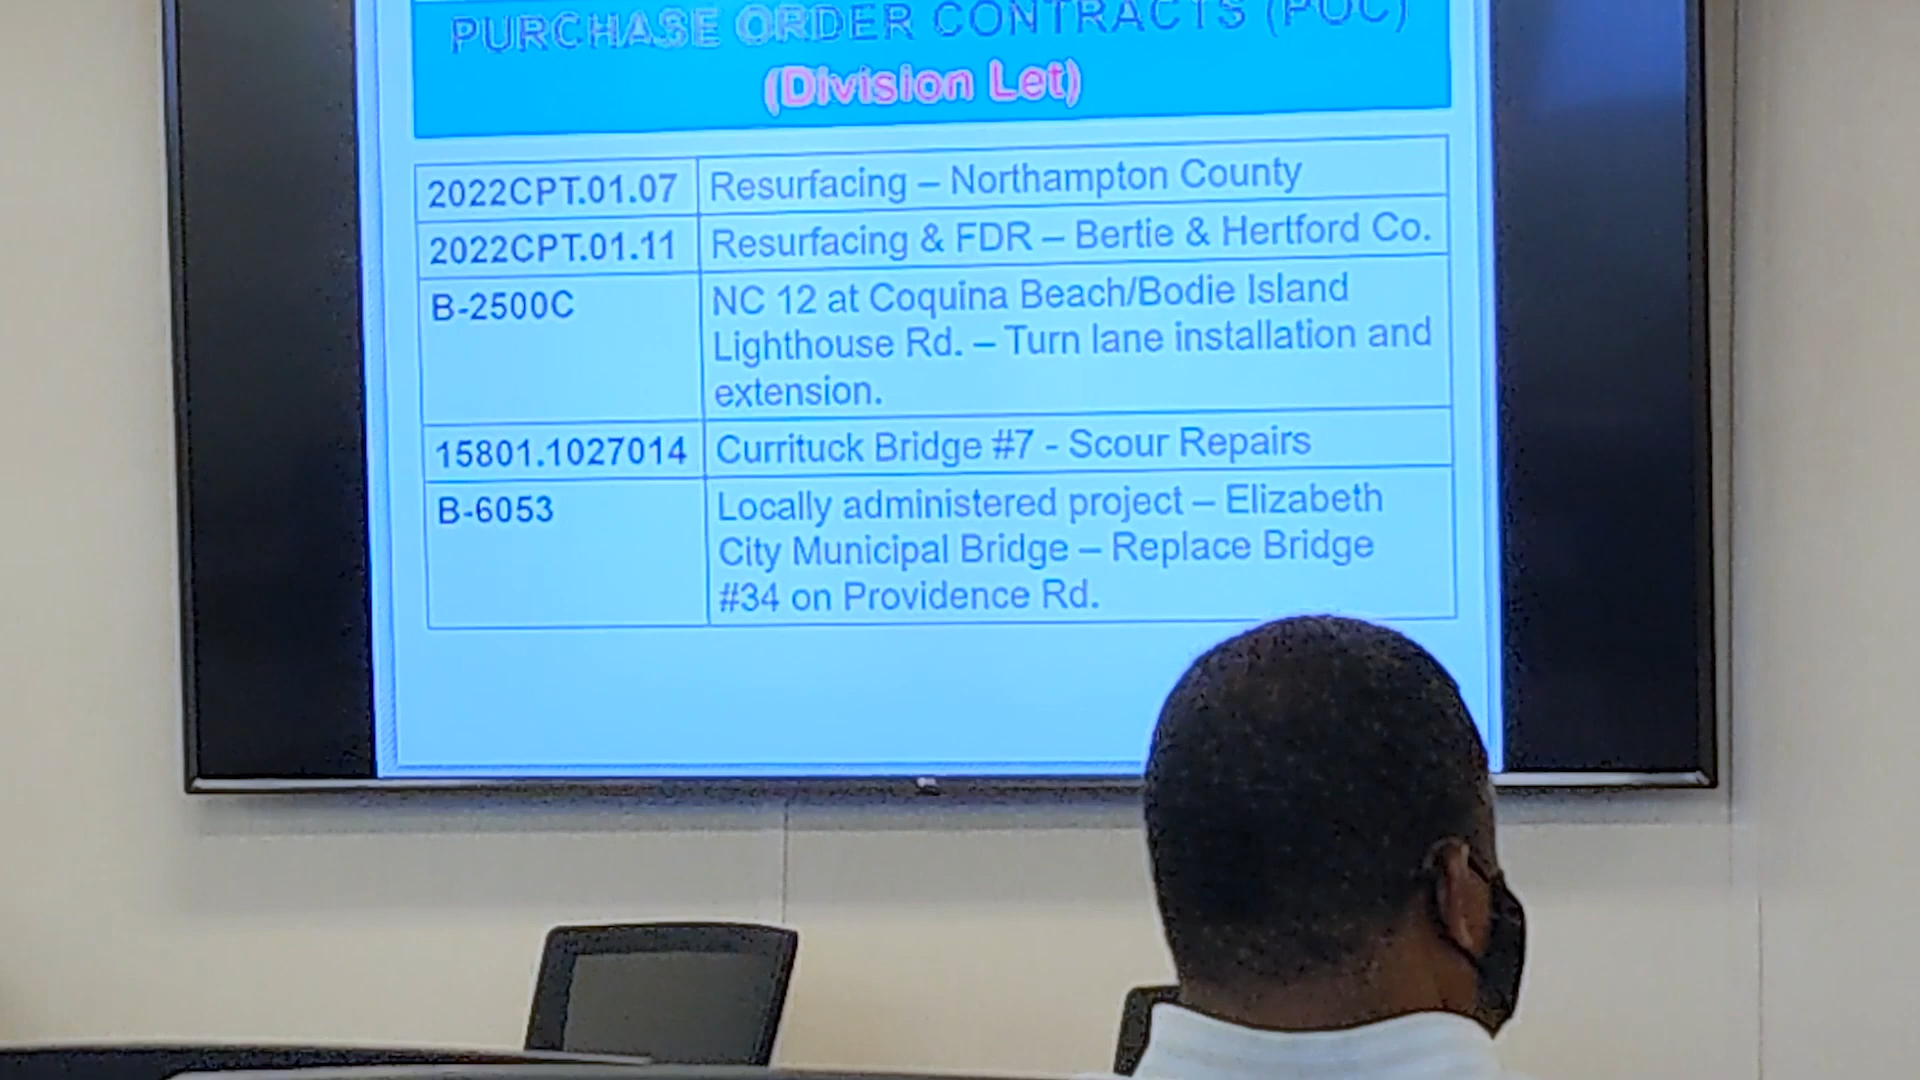 PURCHASE ORDER CONTRACTS (POC)
(Division Let)
2022CPT.01.07 Resurfacing – Northampton County
2022CPT.01.11 Resurfacing & FDR – Bertie & Hertford Co.
B-2500C NC 12 at Coquina Beach/Bodie Island
Lighthouse Rd. – Turn lane installation and
extension.
15801.1027014 Currituck Bridge #7 - Scour Repairs
B-6053 Locally administered project – Elizabeth
City Municipal Bridge – Replace Bridge
#34 on Providence Rd.